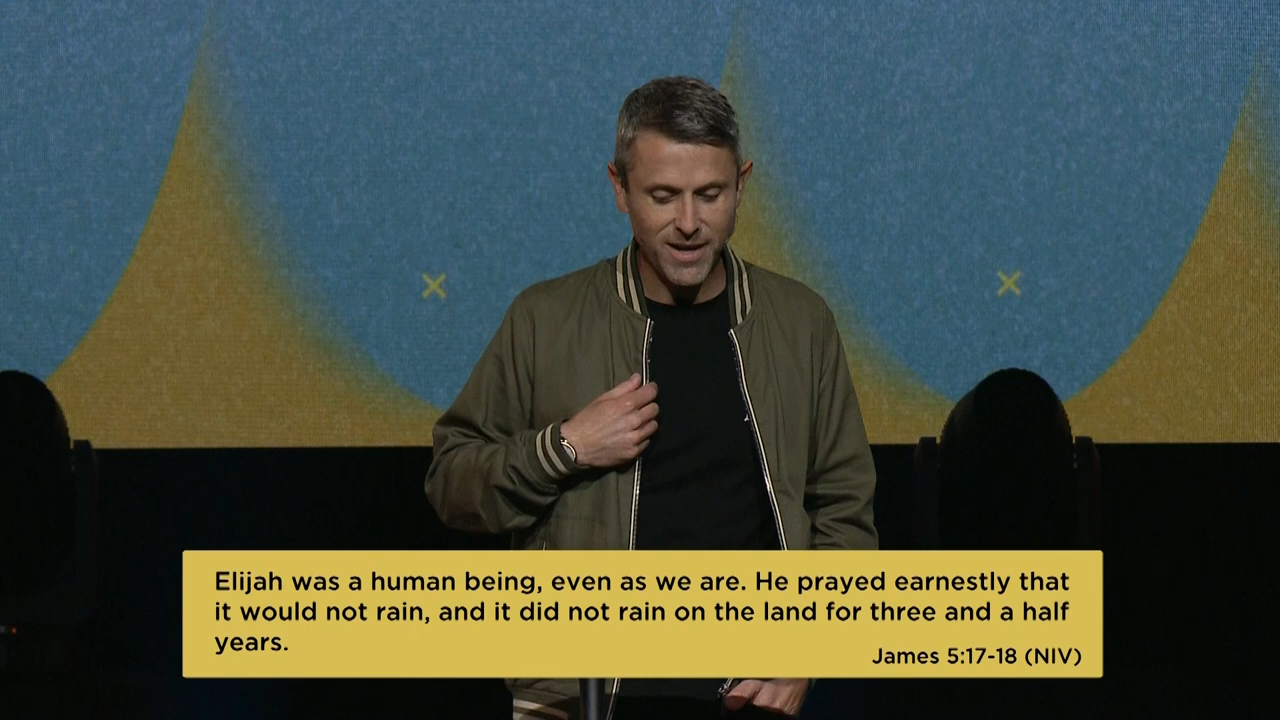 Elijah was a human being, even as we are. He prayed earnestly that
it would not rain, and it did not rain on the land for three and a half
years.
James 5:17-18 (NIV)